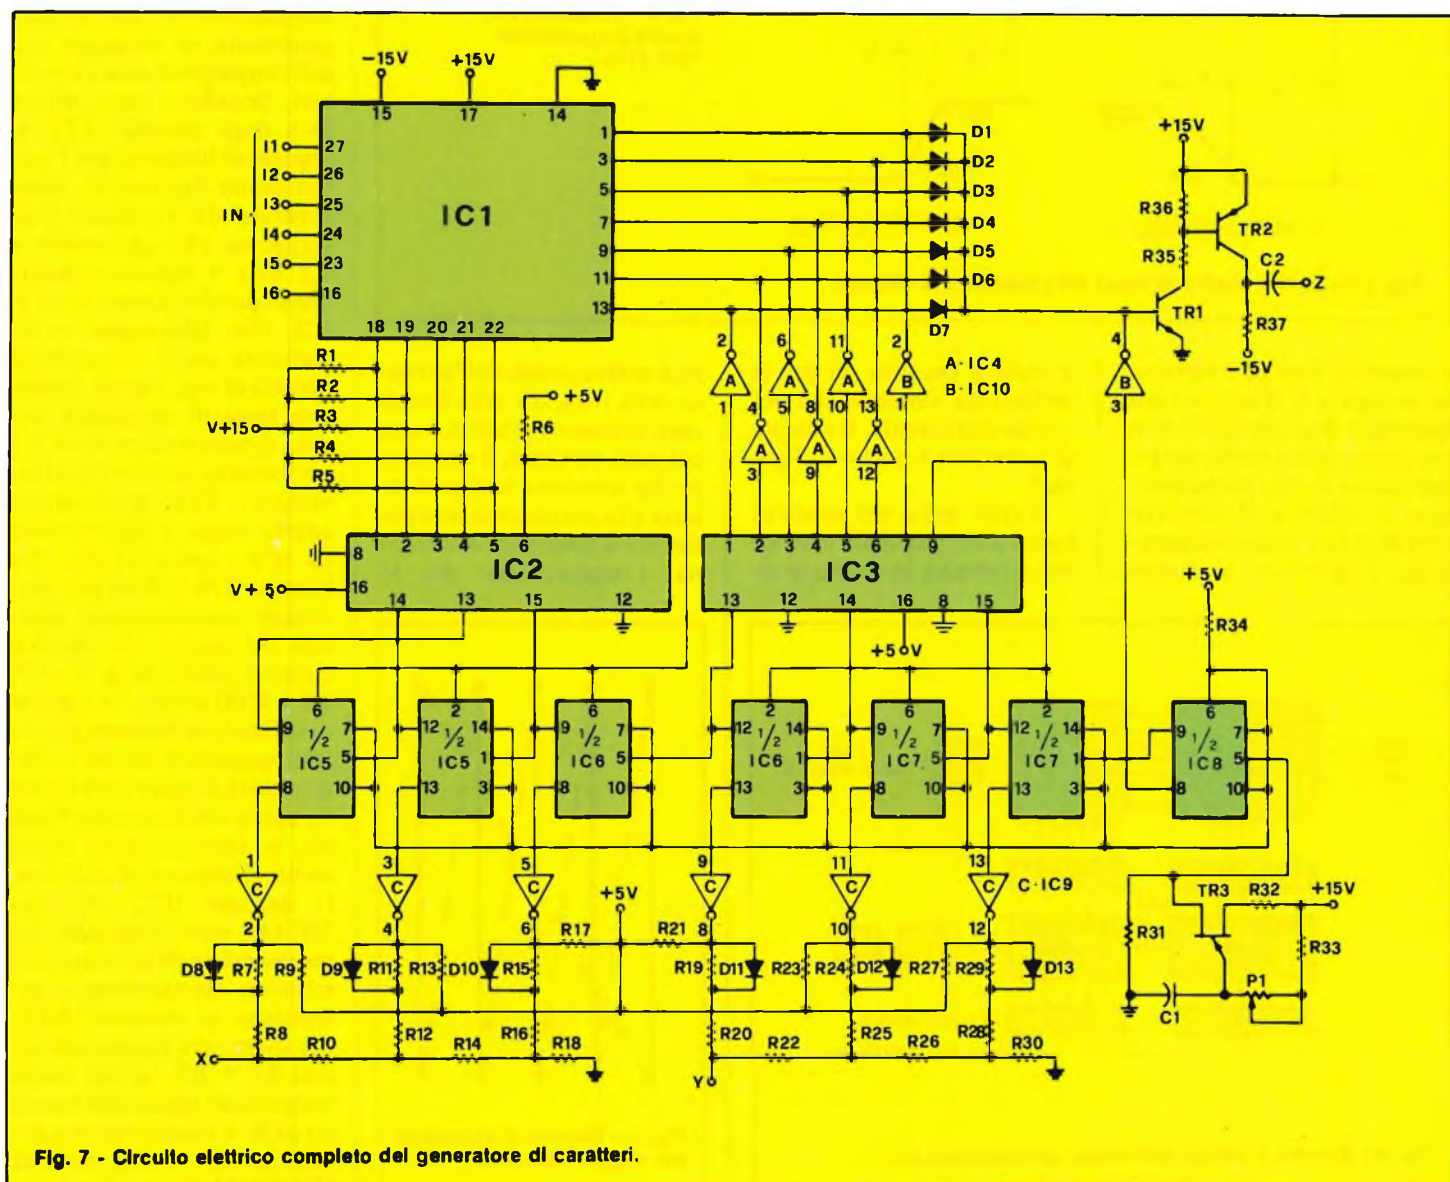 -15V +15V
15 17 14
I1 27 1 D1
I2 26 3 D2
IN I3 25 IC1 5 D3
I4 24 7 D4
I5 23 9 D5
I6 16 11 D6
13 D7
18 19 20 21 22
+15V
R36 TR2
R35 C2 Z
TR1 R37
-15V
R1
R2
V+15 R3
R4
R5
+5V
R6
2 6 11 2 4
A A A B B
1 4 5 8 10 13 1 3
A A A
3 9 12
A·IC4
B·IC10
8 1 2 3 4 5 6
IC2
V+5 16
14 13 15 12
1 2 3 4 5 6 7 9
IC3
13 12 14 16 8 15
+5V
+5V
R34
6 2 6 2 6 2 6
9 1/2 7 12 1/2 14 9 1/2 7 12 1/2 14 9 1/2 7 12 1/2 14 9 1/2 7
IC5 5 IC5 1 IC6 5 IC6 1 IC7 5 IC7 1 IC8 5
8 10 13 3 8 10 13 3 8 10 13 3 8 10
1 3 5 9 11 13
C C C C C C C·IC9
2 4 6 8 10 12
+5V
R17 R21
D8 R7 R9 D9 R11 R13 D10 R15 R19 D11 R23 R24 D12 R27 R29 D13
R8 R12 R16 R20 R25 R28
X R10 R14 R18 R22 R26 R30
Y
TR3 R32 +15V
R31 R33
C1 P1
Fig. 7 - Circuito elettrico completo del generatore di caratteri.